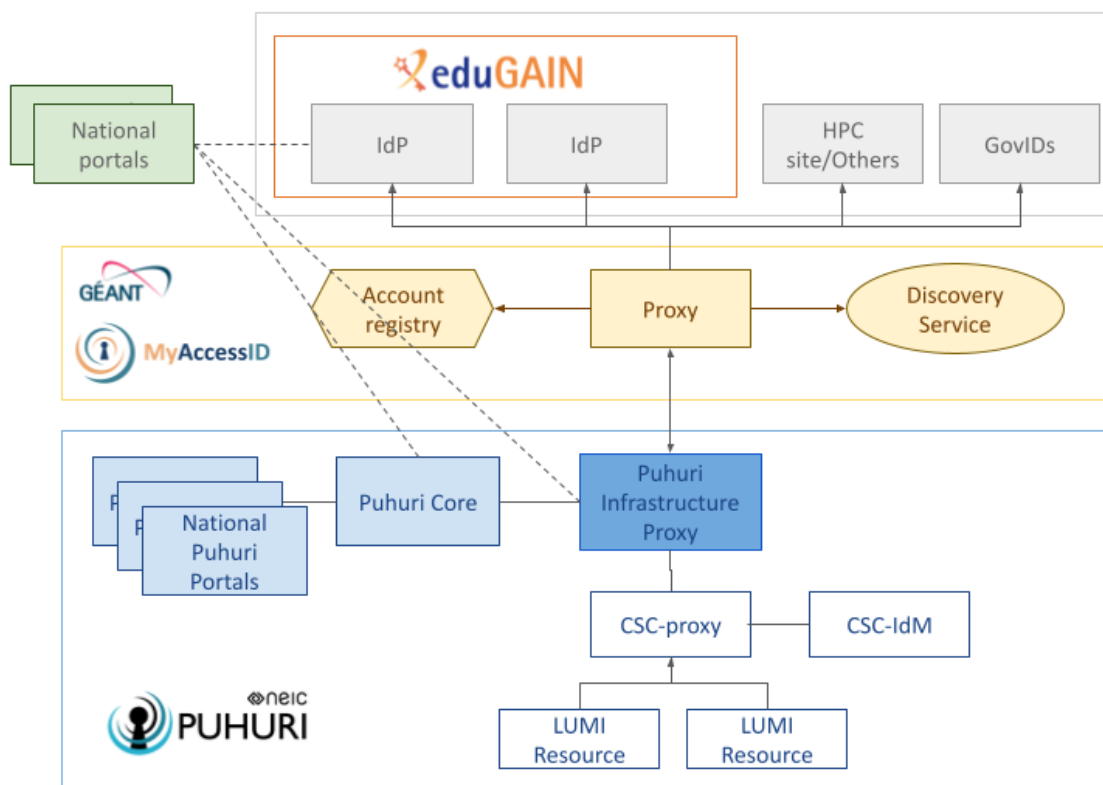 eduGAIN
National
portals
IdP
IdP
HPC
site/Others
GovIDs
GÉANT
MyAccessID
Account
registry
Proxy
Discovery
Service
P
P
National
Puhuri
Portals
Puhuri Core
Puhuri
Infrastructure
Proxy
CSC-proxy
CSC-IdM
neic
PUHURI
LUMI
Resource
LUMI
Resource